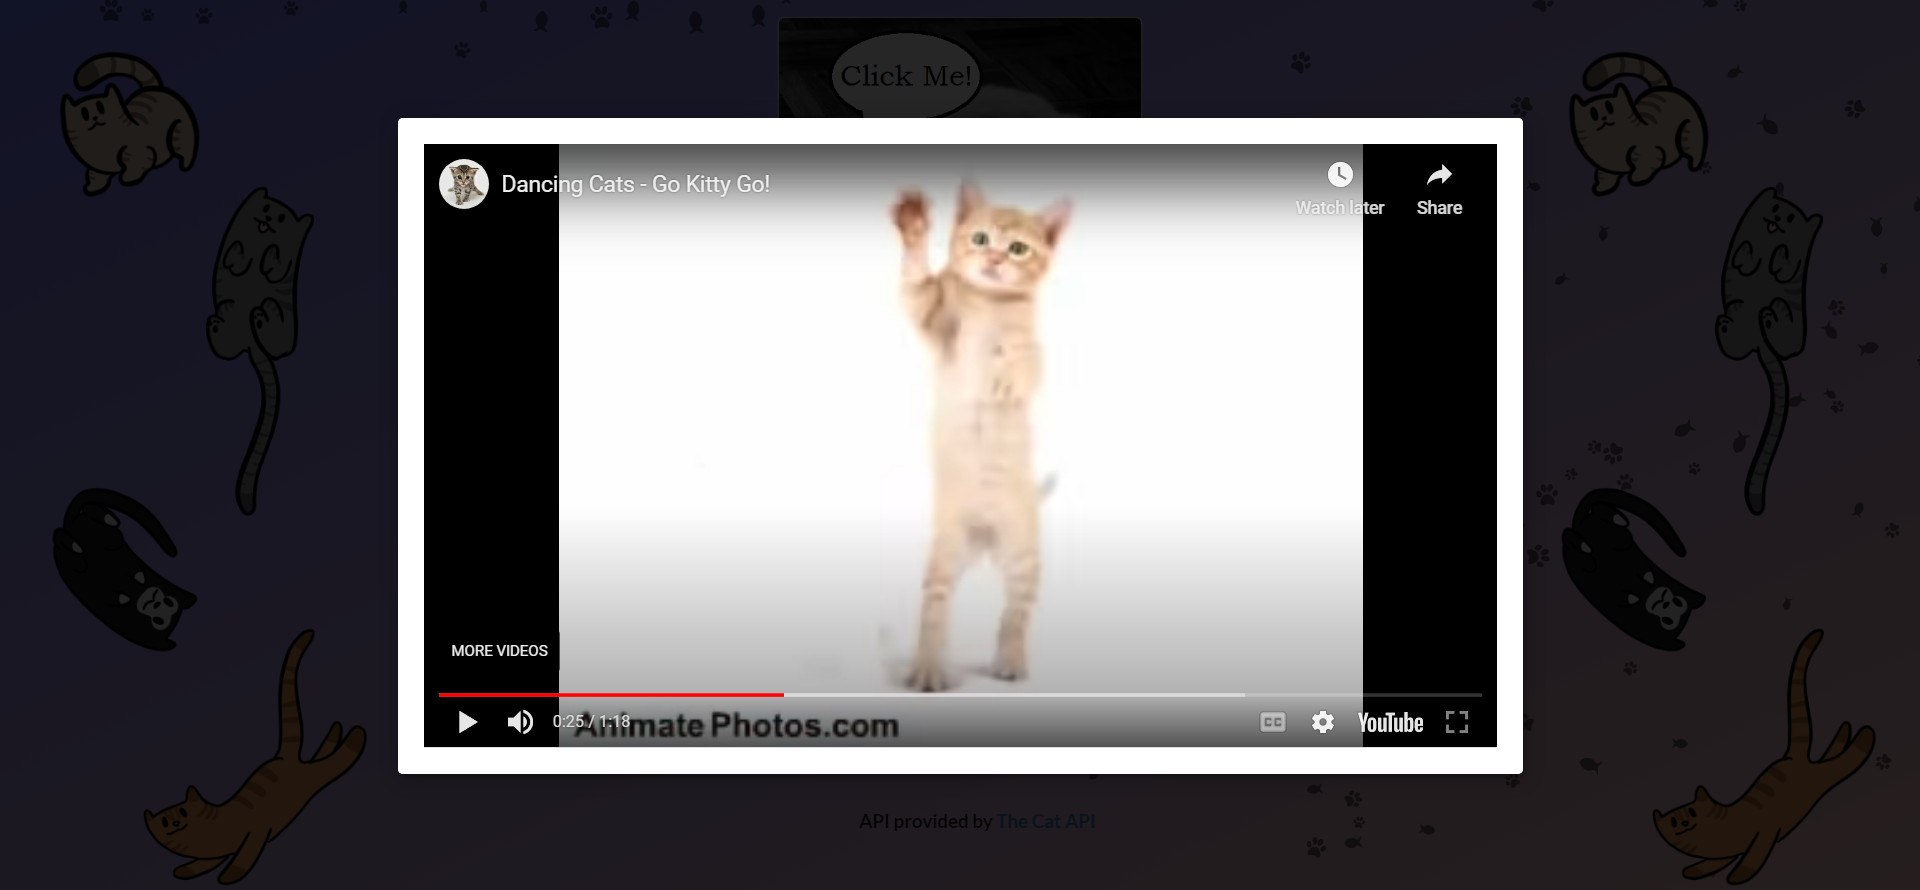 Click Me!
Dancing Cats - Go Kitty Go!
Watch later
Share
MORE VIDEOS
0:25 / 1:18
Animate Photos.com
CC
YouTube
API provided by The Cat API